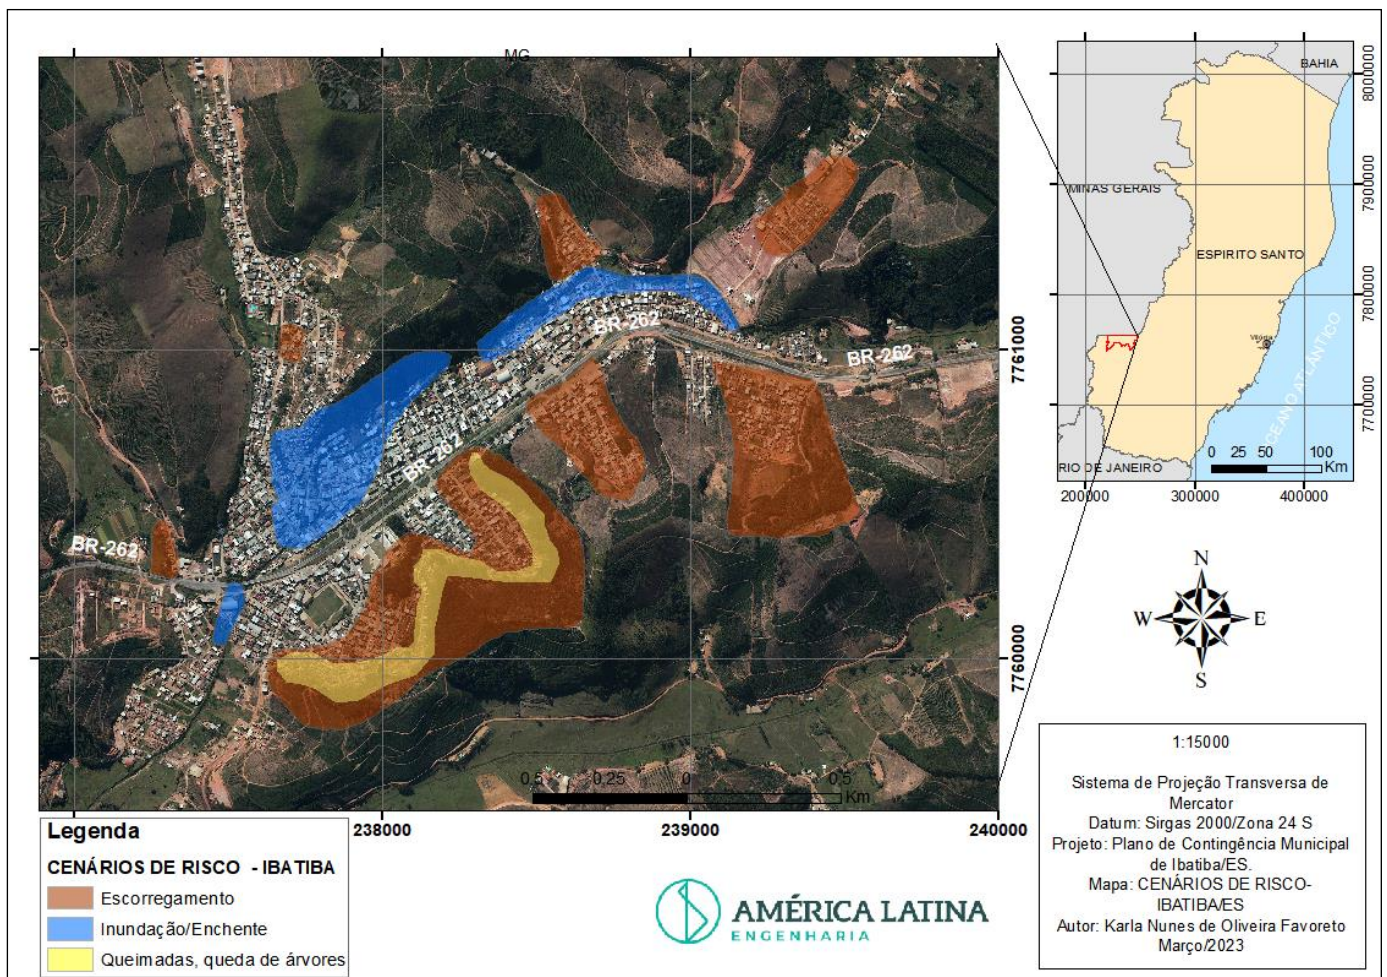 MG
BR-262
BR-262
BR-262
BR-262
0,5 0,25 0 0,5
Km
7761000
7760000
238000 239000 240000
BAHIA
MINAS GERAIS
ESPIRITO SANTO
Vitória
OCEANO ATLÂNTICO
RIO DE JANEIRO
0 25 50 100
Km
200000 300000 400000
8000000
7900000
7800000
7700000
N
W E
S
Legenda
CENÁRIOS DE RISCO - IBATIBA
Escorregamento
Inundação/Enchente
Queimadas, queda de árvores
AMÉRICA LATINA
ENGENHARIA
1:15000
Sistema de Projeção Transversa de
Mercator
Datum: Sirgas 2000/Zona 24 S
Projeto: Plano de Contingência Municipal
de Ibatiba/ES.
Mapa: CENÁRIOS DE RISCO-
IBATIBA/ES
Autor: Karla Nunes de Oliveira Favoreto
Março/2023